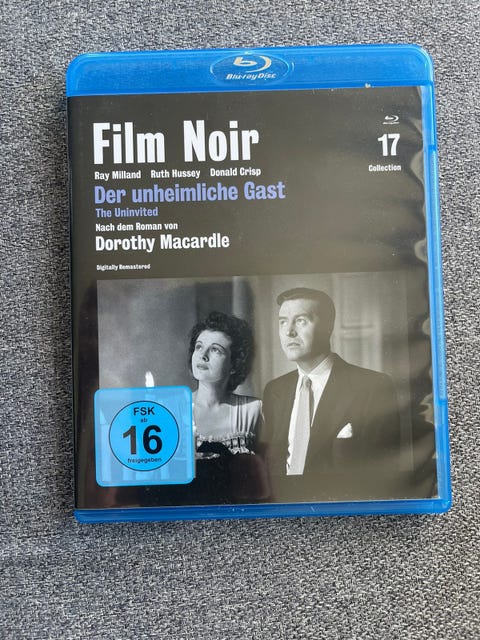 Blu-ray Disc
Film Noir
17
Collection
Ray Milland Ruth Hussey Donald Crisp
Der unheimliche Gast
The Uninvited
Nach dem Roman von
Dorothy Macardle
Digitally Remastered
FSK
ab
16
freigegeben